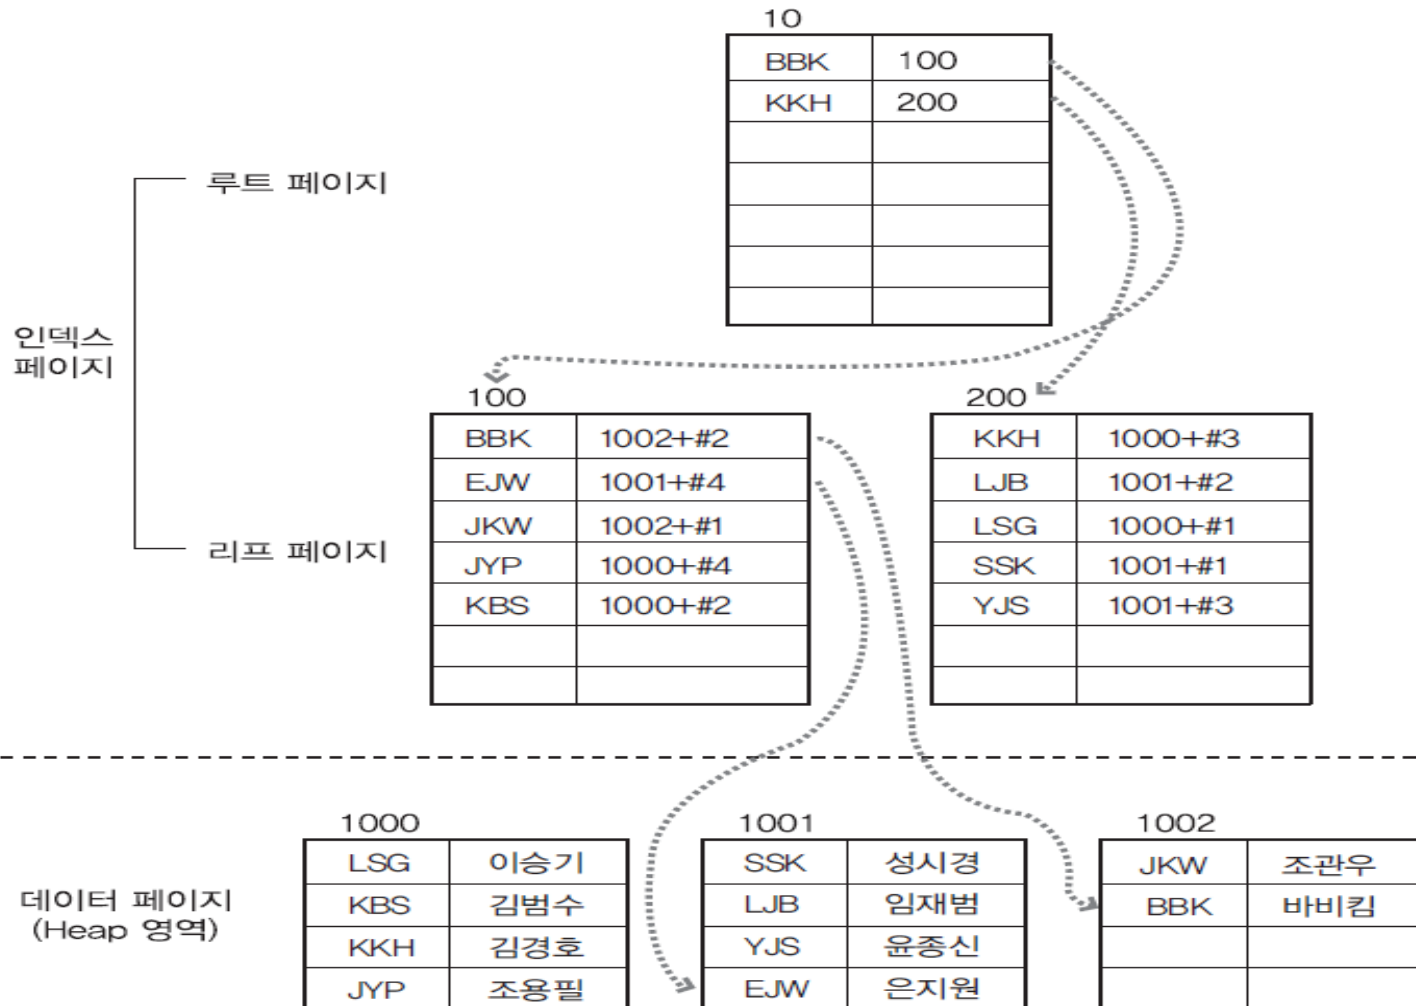 10
BBK 100
KKH 200
루트 페이지
인덱스
페이지
100
BBK 1002+#2
EJW 1001+#4
JKW 1002+#1
JYP 1000+#4
KBS 1000+#2
200
KKH 1000+#3
LJB 1001+#2
LSG 1000+#1
SSK 1001+#1
YJS 1001+#3
리프 페이지
데이터 페이지
(Heap 영역)
1000
LSG 이승기
KBS 김범수
KKH 김경호
JYP 조용필
1001
SSK 성시경
LJB 임재범
YJS 윤종신
EJW 은지원
1002
JKW 조관우
BBK 바비킴